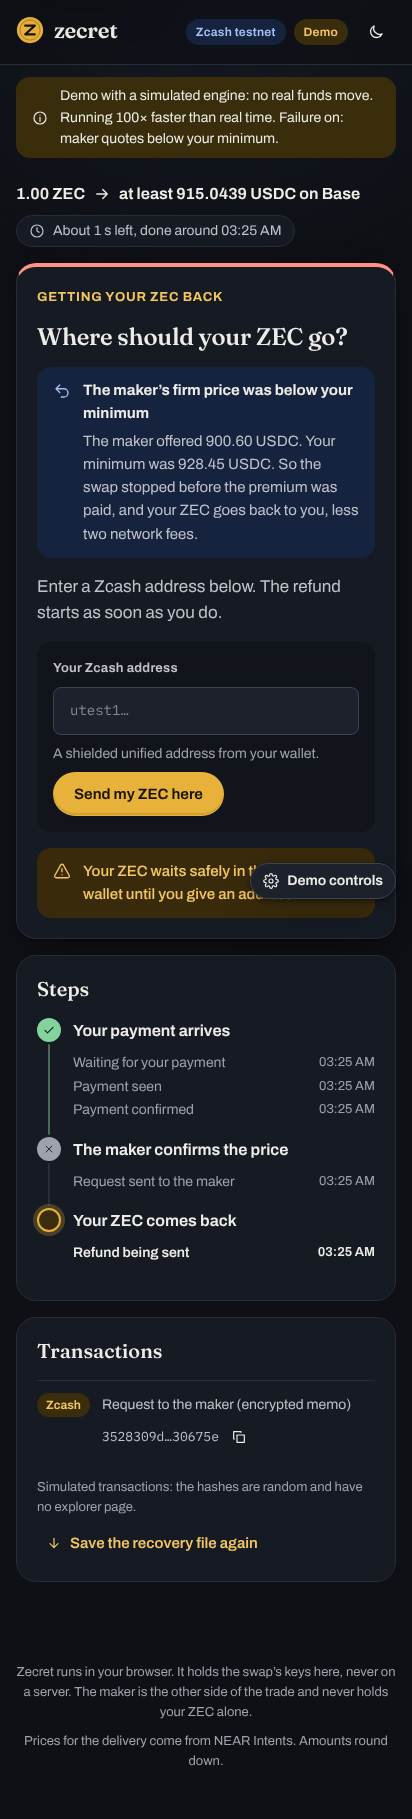 zecret
Zcash testnet
Demo
Demo with a simulated engine: no real funds move.
Running 100× faster than real time. Failure on:
maker quotes below your minimum.
1.00 ZEC → at least 915.0439 USDC on Base
About 1 s left, done around 03:25 AM
GETTING YOUR ZEC BACK
Where should your ZEC go?
The maker’s firm price was below your
minimum
The maker offered 900.60 USDC. Your
minimum was 928.45 USDC. So the
swap stopped before the premium was
paid, and your ZEC goes back to you, less
two network fees.
Enter a Zcash address below. The refund
starts as soon as you do.
Your Zcash address
utest1…
A shielded unified address from your wallet.
Send my ZEC here
Your ZEC waits safely in
wallet until you give an
Demo controls
Steps
Your payment arrives
Waiting for your payment 03:25 AM
Payment seen 03:25 AM
Payment confirmed 03:25 AM
The maker confirms the price
Request sent to the maker 03:25 AM
Your ZEC comes back
Refund being sent 03:25 AM
Transactions
Zcash Request to the maker (encrypted memo)
3528309d…30675e
Simulated transactions: the hashes are random and have
no explorer page.
Save the recovery file again
Zecret runs in your browser. It holds the swap’s keys here, never on
a server. The maker is the other side of the trade and never holds
your ZEC alone.
Prices for the delivery come from NEAR Intents. Amounts round
down.